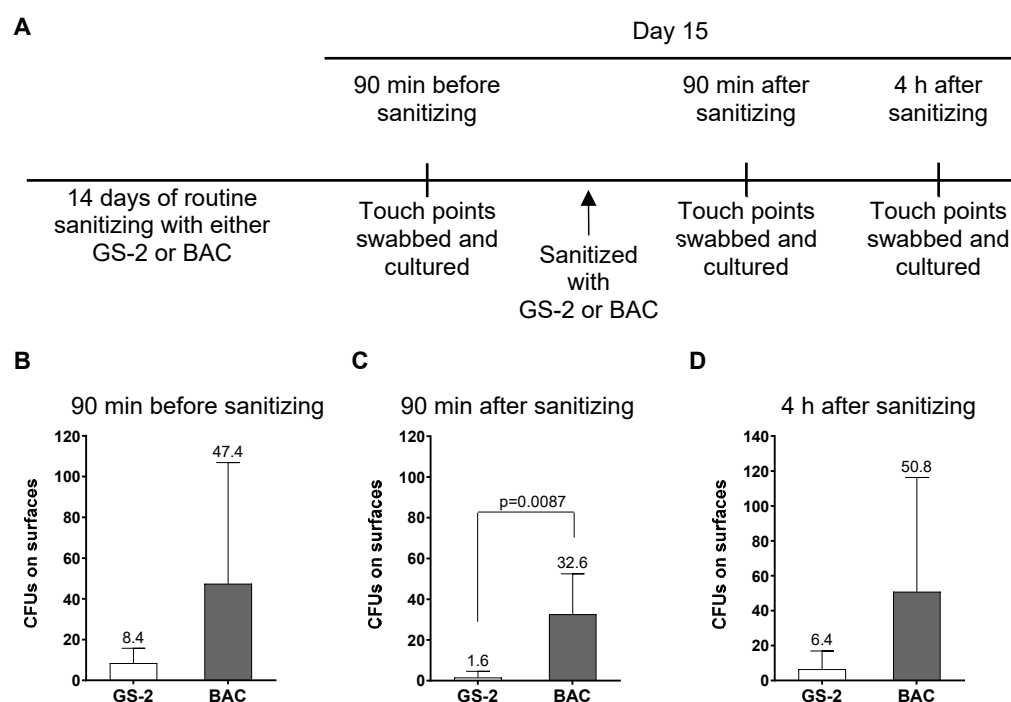 A
Day 15
90 min before
sanitizing
90 min after
sanitizing
4 h after
sanitizing
14 days of routine
sanitizing with either
GS-2 or BAC
Touch points
swabbed and
cultured
Sanitized
with
GS-2 or BAC
Touch points
swabbed and
cultured
Touch points
swabbed and
cultured
B
90 min before sanitizing
CFUs on surfaces
120
100
80
60
40
20
0
8.4
47.4
GS-2
BAC
C
90 min after sanitizing
CFUs on surfaces
120
100
80
60
40
20
0
p=0.0087
1.6
32.6
GS-2
BAC
D
4 h after sanitizing
CFUs on surfaces
140
120
100
80
60
40
20
0
6.4
50.8
GS-2
BAC